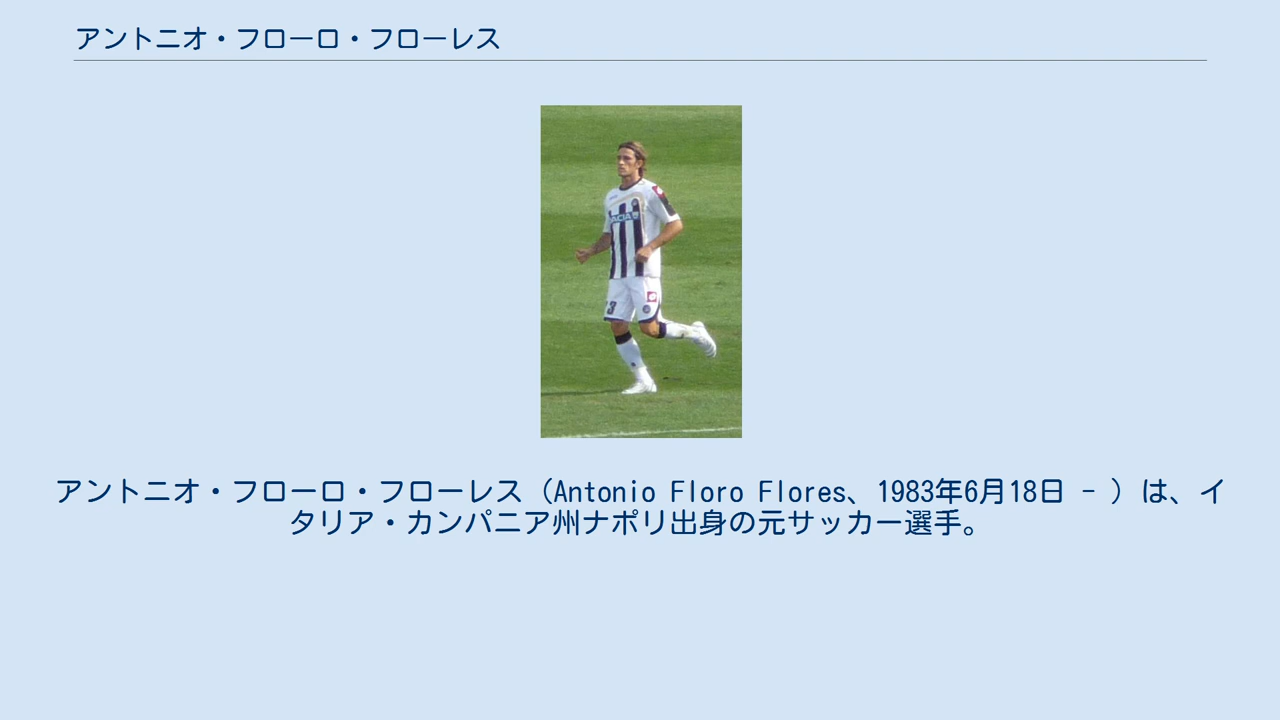 アントニオ・フローロ・フローレス
アントニオ・フローロ・フローレス（Antonio Floro Flores、1983年6月18日 - ）は、イ
タリア・カンパニア州ナポリ出身の元サッカー選手。